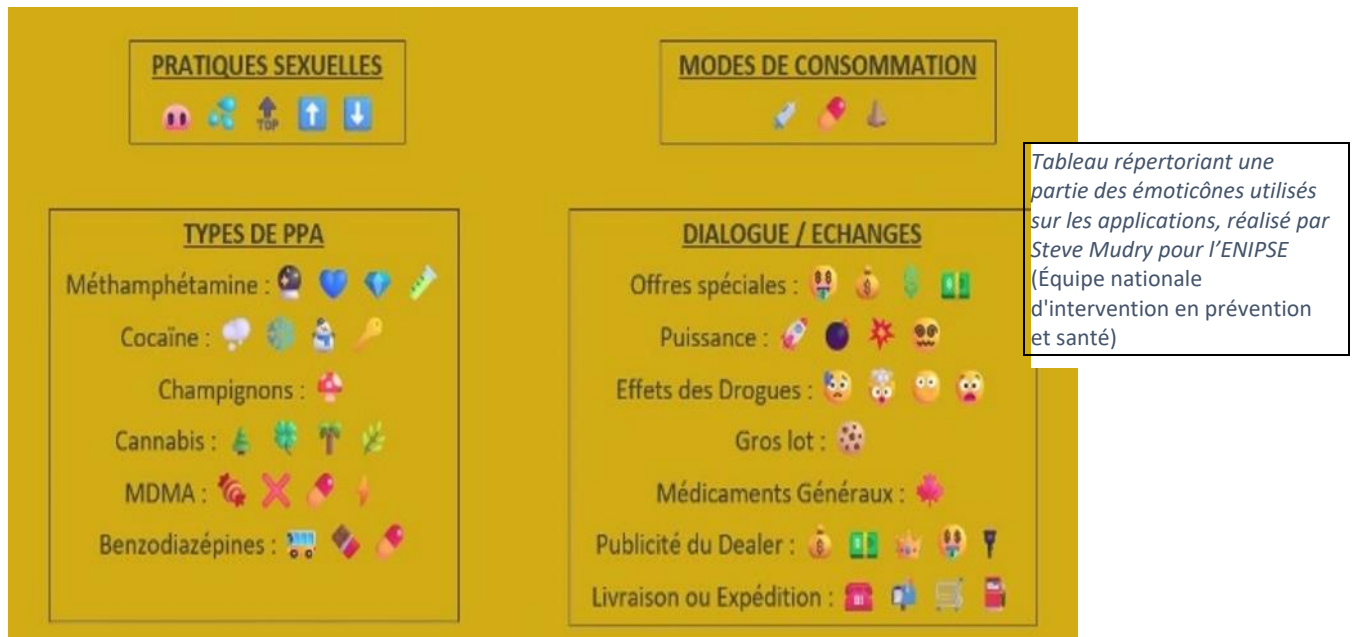 PRATIQUES SEXUELLES
TOP
MODES DE CONSOMMATION
TYPES DE PPA
Méthamphétamine :
Cocaïne :
Champignons :
Cannabis :
MDMA :
Benzodiazépines :
DIALOGUE / ECHANGES
Offres spéciales :
Puissance :
Effets des Drogues :
Gros lot :
Médicaments Généraux :
Publicité du Dealer :
Livraison ou Expédition :
Tableau répertoriant une
partie des émoticônes utilisés
sur les applications, réalisé par
Steve Mudry pour l’ENIPSE
(Équipe nationale
d'intervention en prévention
et santé)